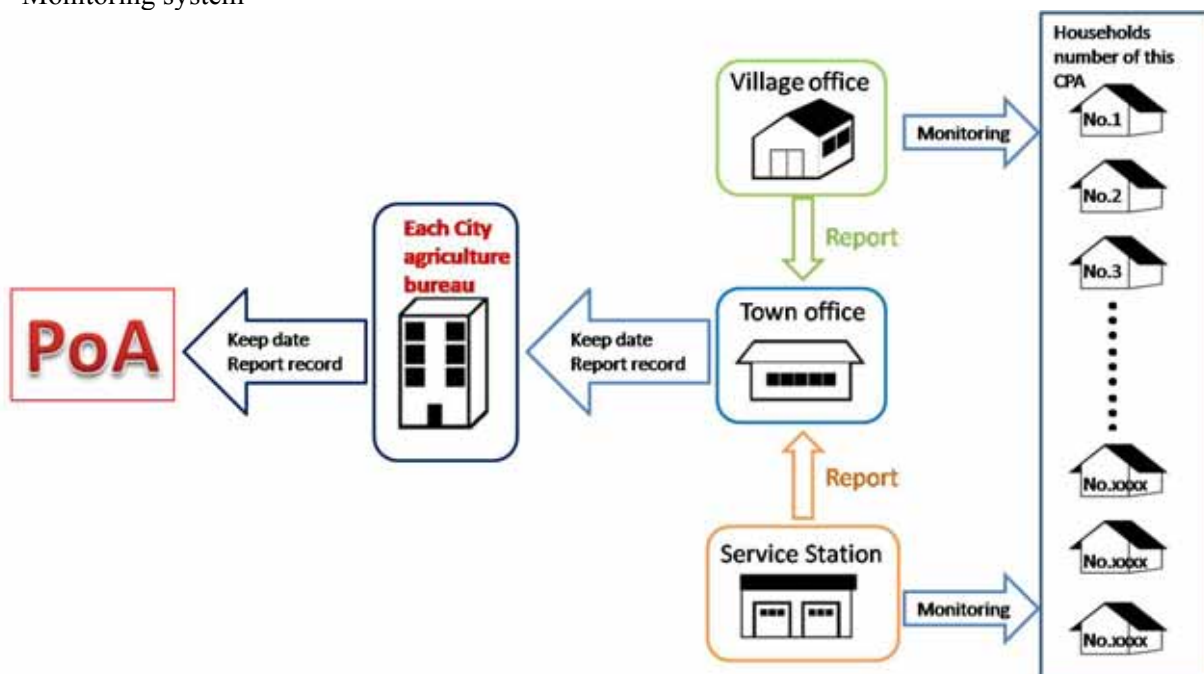 Monitoring system
Households
number of this
CPA
Village office
Monitoring
No.1
No.2
Report
No.3
Each City
agriculture
bureau
Town office
PoA
Keep date
Report record
Keep date
Report record
Report
No.xxxx
Service Station
No.xxxx
Monitoring
No.xxxx